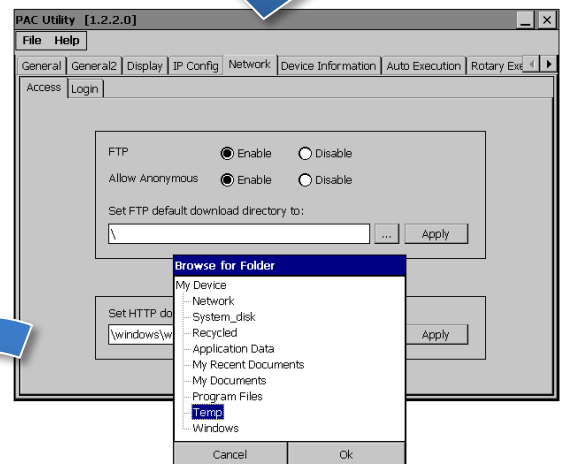 PAC Utility [1.2.2.0]
File Help
General General2 Display IP Config Network Device Information Auto Execution Rotary Exe
Access Login
FTP Enable Disable
Allow Anonymous Enable Disable
Set FTP default download directory to:
\ ... Apply
Browse for Folder
My Device
Network
System_disk
Recycled
Application Data
My Recent Documents
My Documents
Program Files
Temp
Windows
Cancel Ok
Set HTTP do
\windows\w Apply